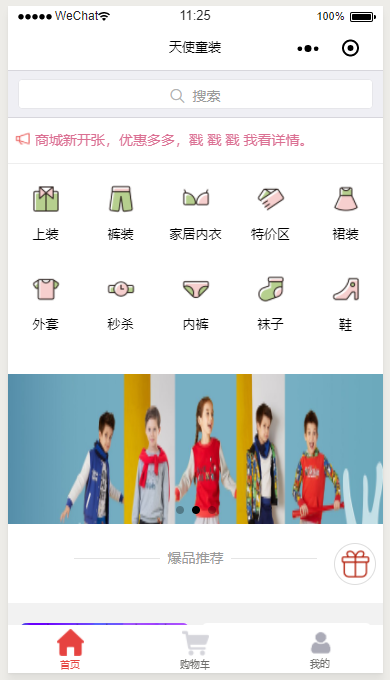 WeChat 11:25 100%
天使童装
搜索
商城新开张，优惠多多，戳 戳 戳 我看详情。
上装 裤装 家居内衣 特价区 裙装
外套 秒杀 内裤 袜子 鞋
爆品推荐
首页 购物车 我的